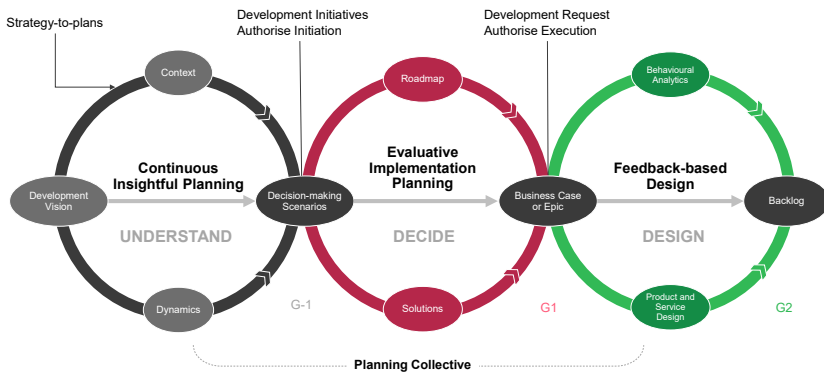 Strategy-to-plans
Development Initiatives
Authorise Initiation
Development Request
Authorise Execution
Context
Roadmap
Behavioural
Analytics
Continuous
Insightful Planning
Evaluative
Implementation
Planning
Feedback-based
Design
Development
Vision
Decision-making
Scenarios
Business Case
or Epic
Backlog
UNDERSTAND
DECIDE
DESIGN
Dynamics
G-1
Solutions
G1
Product and
Service
Design
G2
Planning Collective